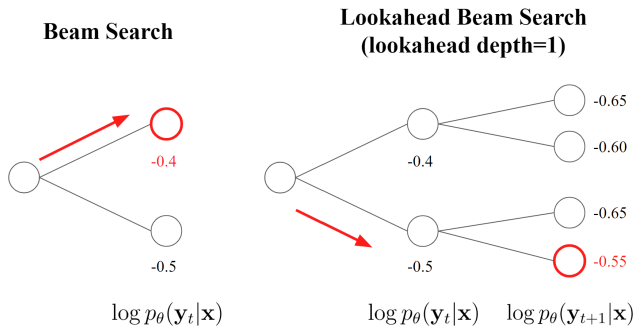 Beam Search
-0.4
-0.5
log pθ(yt|x)
Lookahead Beam Search
(lookahead depth=1)
-0.65
-0.60
-0.4
-0.65
-0.55
-0.5
log pθ(yt|x) log pθ(yt+1|x)